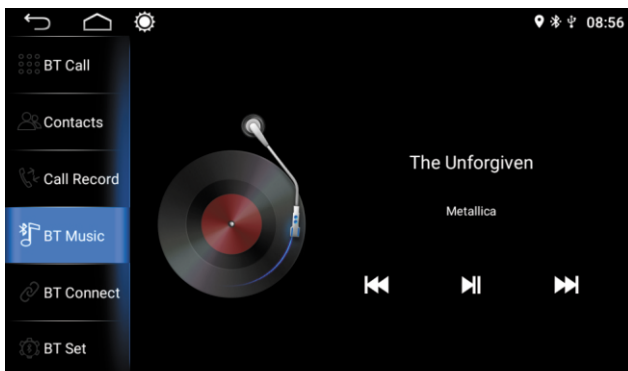 08:56
BT Call
Contacts
Call Record
BT Music
BT Connect
BT Set
The Unforgiven
Metallica